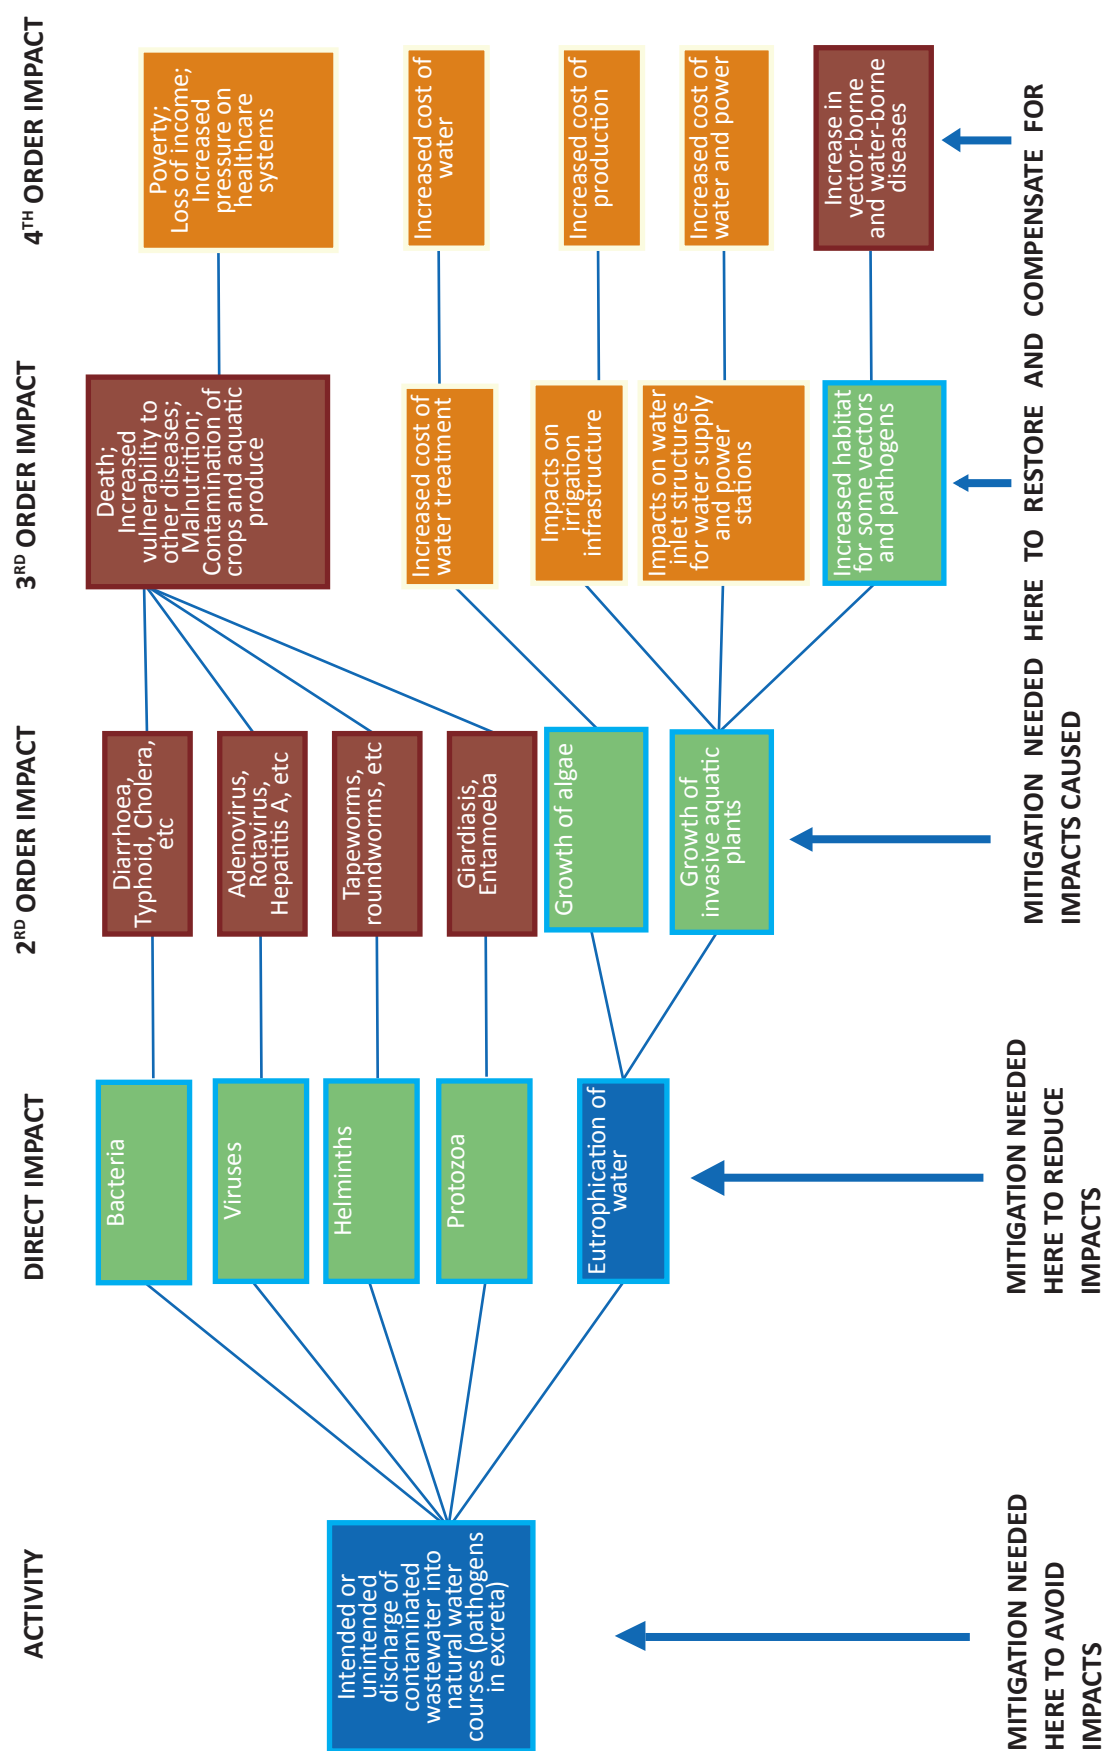 ACTIVITY
DIRECT IMPACT
2RD ORDER IMPACT
3RD ORDER IMPACT
4TH ORDER IMPACT
Intended or
unintended
discharge of
contaminated
wastewater into
natural water
courses (pathogens
in excreta)
Bacteria
Viruses
Helminths
Protozoa
Eutrophication of
water
Diarrhoea,
Typhoid, Cholera,
etc
Adenovirus,
Rotavirus,
Hepatitis A, etc
Tapeworms,
roundworms, etc
Giardiasis,
Entamoeba
Growth of algae
Growth of
invasive aquatic
plants
Death;
Increased
vulnerability to
other diseases;
Malnutrition;
Contamination of
crops and aquatic
produce
Increased cost of
water treatment
Impacts on
irrigation
infrastructure
Impacts on water
inlet structures
for water supply
and power
stations
Increased habitat
for some vectors
and pathogens
Poverty;
Loss of income;
Increased
pressure on
healthcare
systems
Increased cost of
water
Increased cost of
production
Increased cost of
water and power
Increase in
vector-borne
and water-borne
diseases
MITIGATION NEEDED
HERE TO AVOID
IMPACTS
MITIGATION NEEDED
HERE TO REDUCE
IMPACTS
MITIGATION NEEDED HERE TO RESTORE AND COMPENSATE FOR
IMPACTS CAUSED